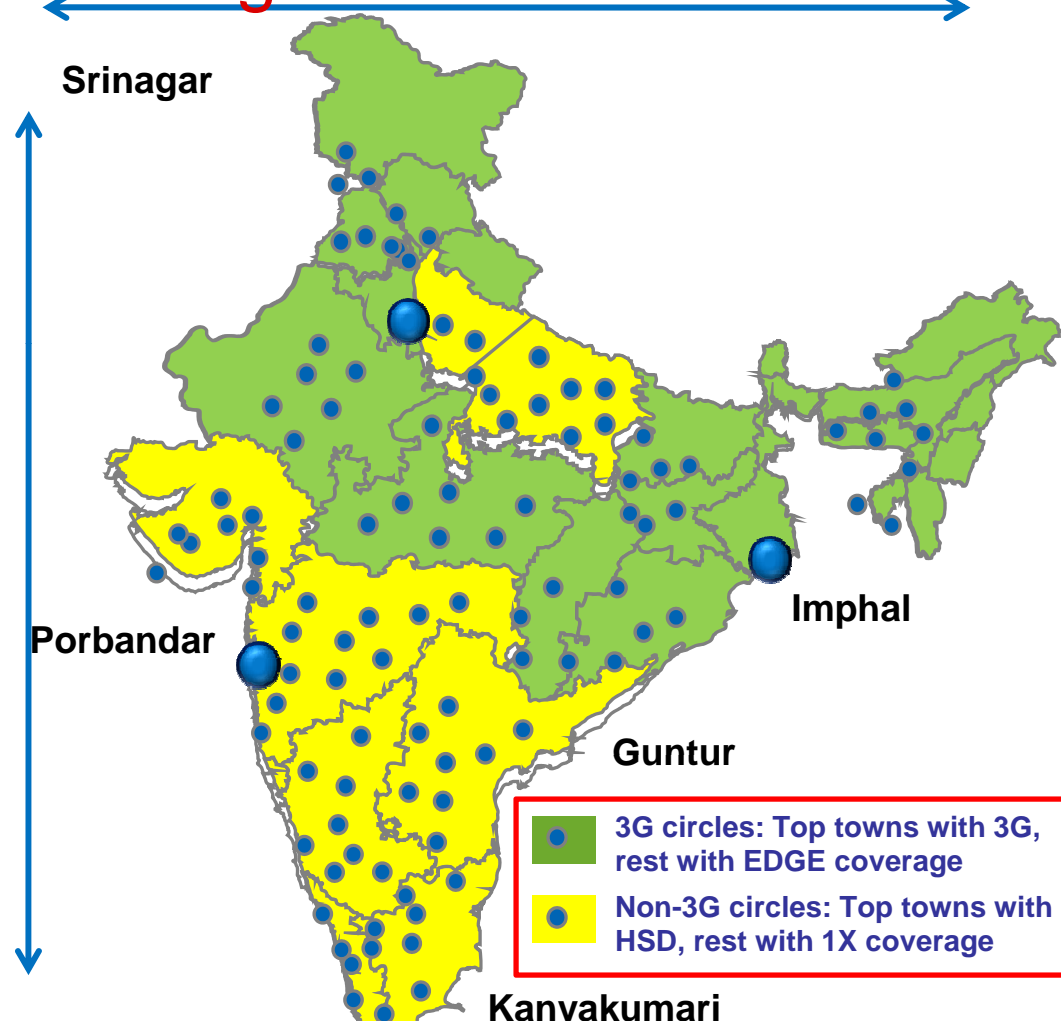 Srinagar
Porbandar
Imphal
Guntur
3G circles: Top towns with 3G,
rest with EDGE coverage
Non-3G circles: Top towns with
HSD, rest with 1X coverage
Kanyakumari